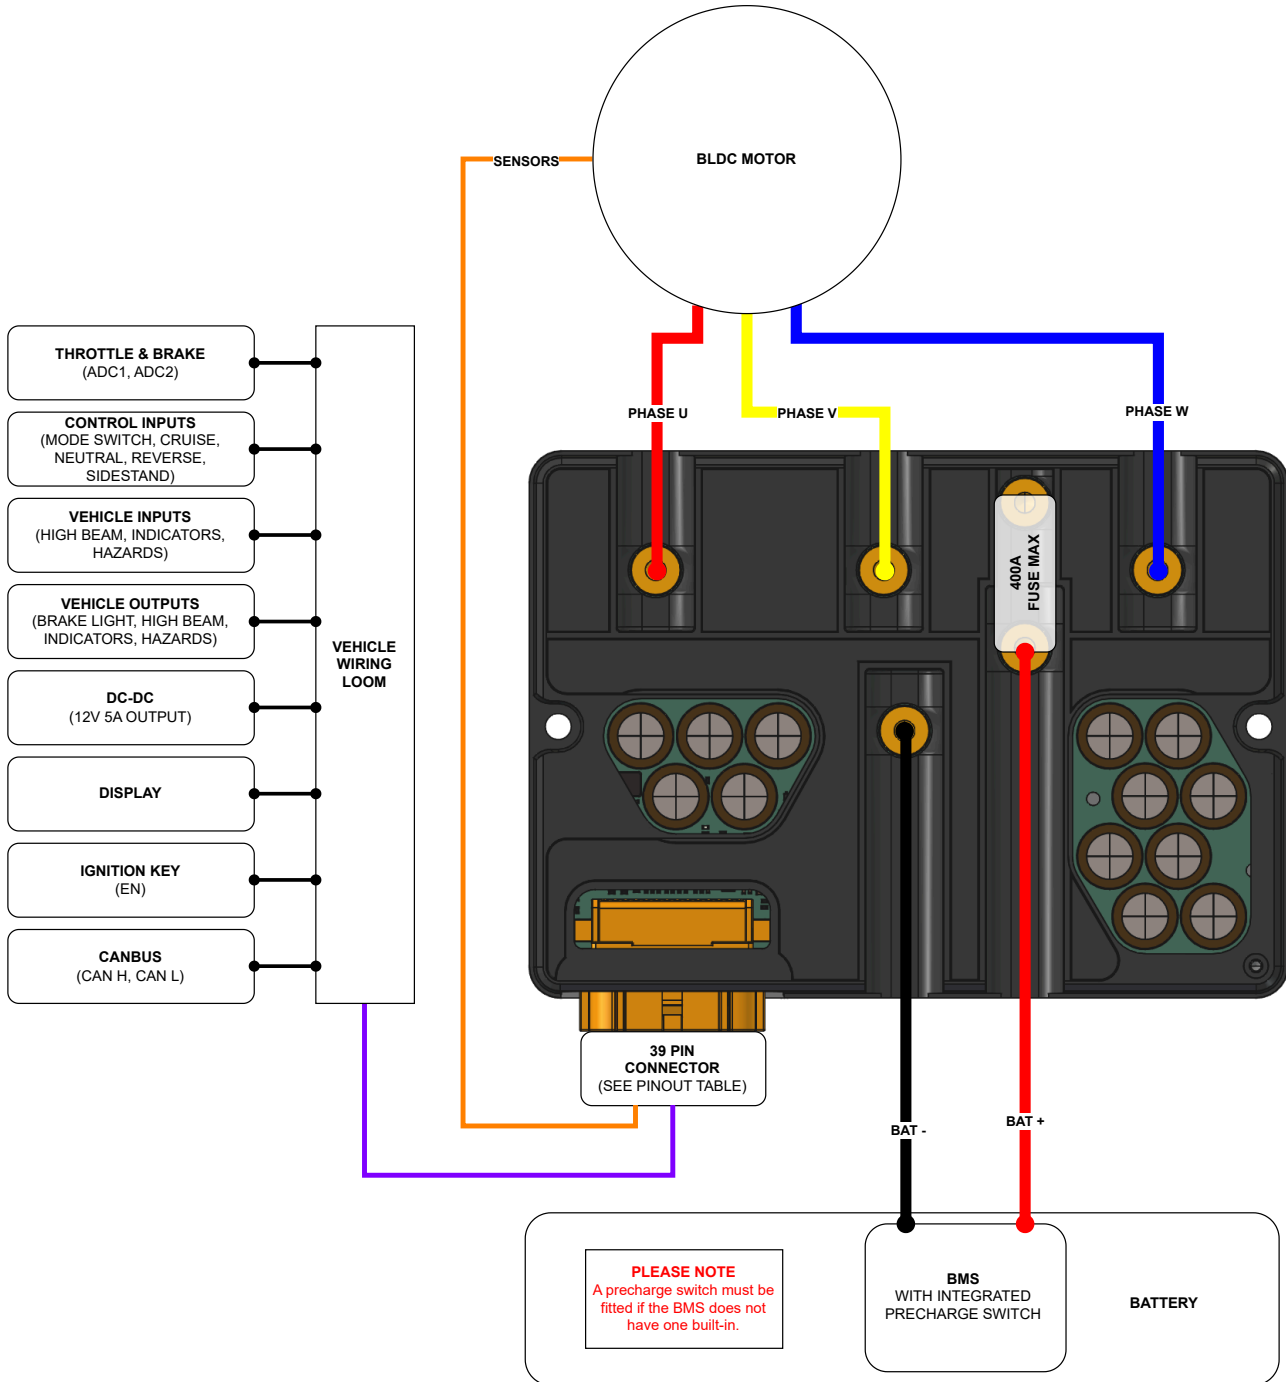 BLDC MOTOR
SENSORS
PHASE U
PHASE V
PHASE W
THROTTLE & BRAKE
(ADC1, ADC2)
CONTROL INPUTS
(MODE SWITCH, CRUISE,
NEUTRAL, REVERSE,
SIDESTAND)
VEHICLE INPUTS
(HIGH BEAM, INDICATORS,
HAZARDS)
VEHICLE OUTPUTS
(BRAKE LIGHT, HIGH BEAM,
INDICATORS, HAZARDS)
DC-DC
(12V 5A OUTPUT)
DISPLAY
IGNITION KEY
(EN)
CANBUS
(CAN H, CAN L)
VEHICLE
WIRING
LOOM
400A
FUSE MAX
39 PIN
CONNECTOR
(SEE PINOUT TABLE)
BAT -
BAT +
PLEASE NOTE
A precharge switch must be
fitted if the BMS does not
have one built-in.
BMS
WITH INTEGRATED
PRECHARGE SWITCH
BATTERY